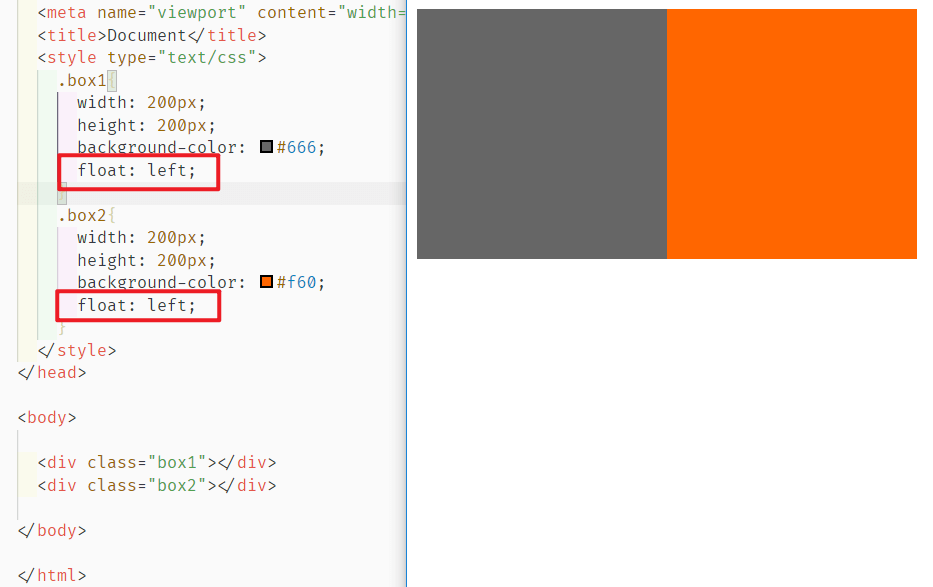 <meta name="viewport" content="width=
<title>Document</title>
<style type="text/css">
.box1{
width: 200px;
height: 200px;
background-color: #666;
float: left;
}
.box2{
width: 200px;
height: 200px;
background-color: #f60;
float: left;
}
</style>
</head>
<body>
<div class="box1"></div>
<div class="box2"></div>
</body>
</html>